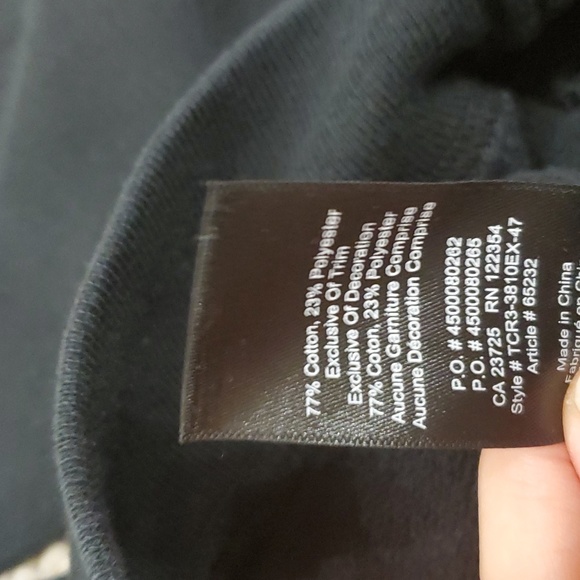 77% Cotton, 23% Polyester
Exclusive Of Trim
Exclusive Of Decoration
77% Coton, 23% Polyester
Aucune Garniture Comprise
Aucune Décoration Comprise
P.O. # 4500080262
P.O. # 4500080265
CA 23725 RN 122354
Style # TCR3-3810EX-47
Article # 65232
Made In China